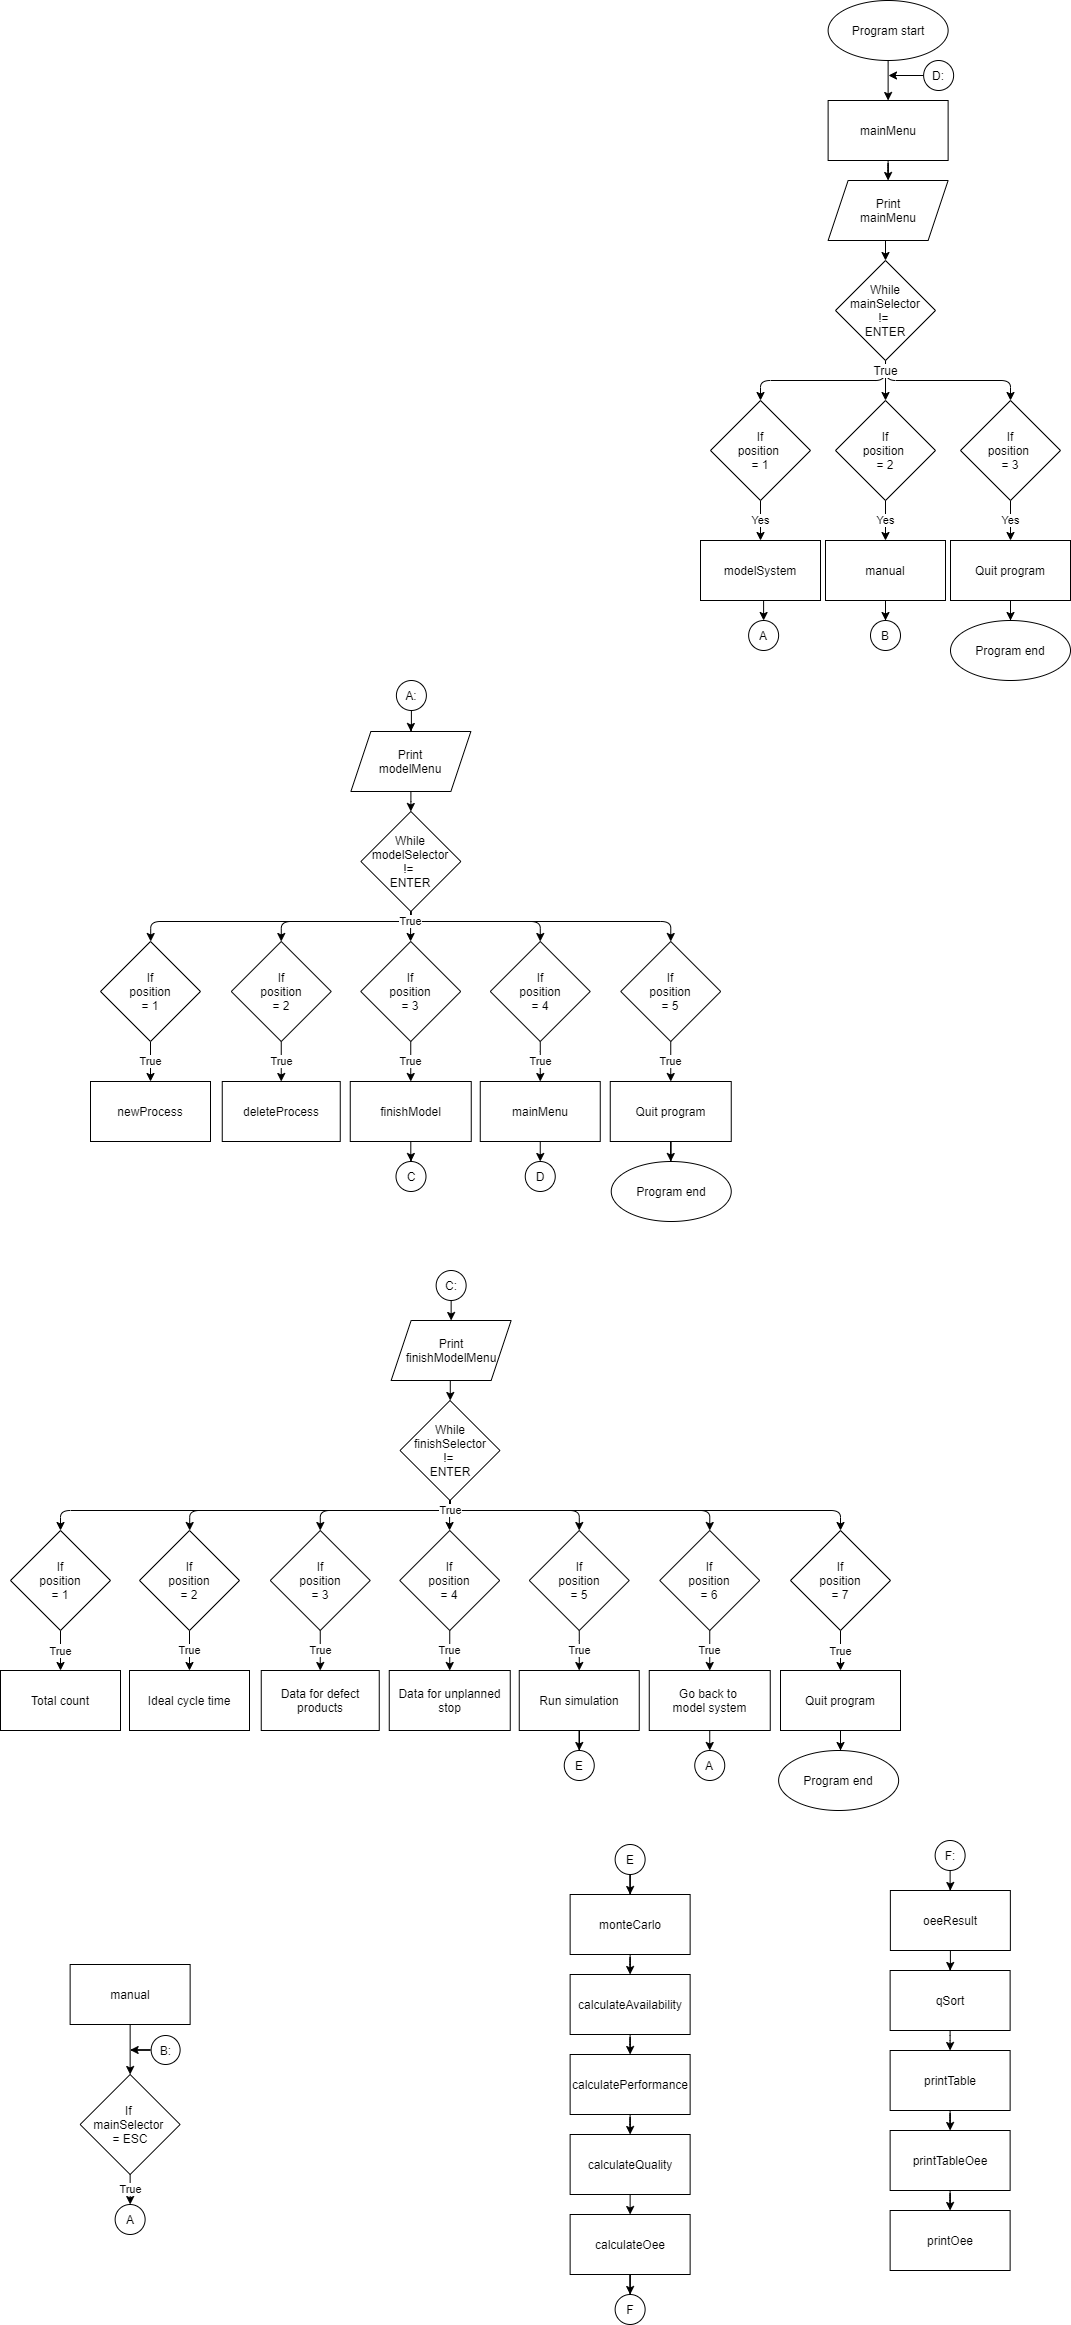 Program start
D:
mainMenu
Print
mainMenu
While
mainSelector
!=
ENTER
True
If
position
= 1
If
position
= 2
If
position
= 3
Yes
Yes
Yes
modelSystem
manual
Quit program
A
B
Program end
A:
Print
modelMenu
While
modelSelector
!=
ENTER
True
If
position
= 1
If
position
= 2
If
position
= 3
If
position
= 4
If
position
= 5
True
True
True
True
True
newProcess
deleteProcess
finishModel
mainMenu
Quit program
C
D
Program end
C:
Print
finishModelMenu
While
finishSelector
!=
ENTER
True
If
position
= 1
If
position
= 2
If
position
= 3
If
position
= 4
If
position
= 5
If
position
= 6
If
position
= 7
True
True
True
True
True
True
True
Total count
Ideal cycle time
Data for defect
products
Data for unplanned
stop
Run simulation
Go back to
model system
Quit program
E
A
Program end
manual
B:
If
mainSelector
= ESC
True
A
E
monteCarlo
calculateAvailability
calculatePerformance
calculateQuality
calculateOee
F
F:
oeeResult
qSort
printTable
printTableOee
printOee